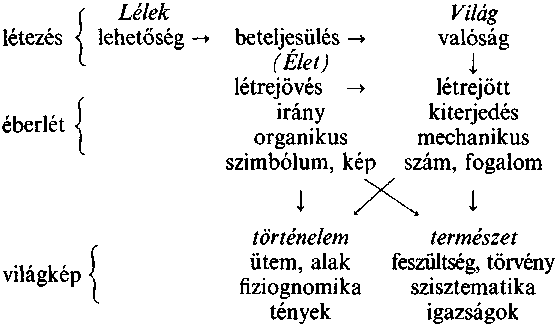 Lélek Világ
létezés { lehetőség → beteljesülés → valóság
(Élet) ↓
létrejövés → létrejött
irány kiterjedés
éberlét { organikus mechanikus
szimbólum, kép szám, fogalom
↓ ↓
történelem természet
ütem, alak feszültség, törvény
világkép { fiziognomika szisztematika
tények igazságok